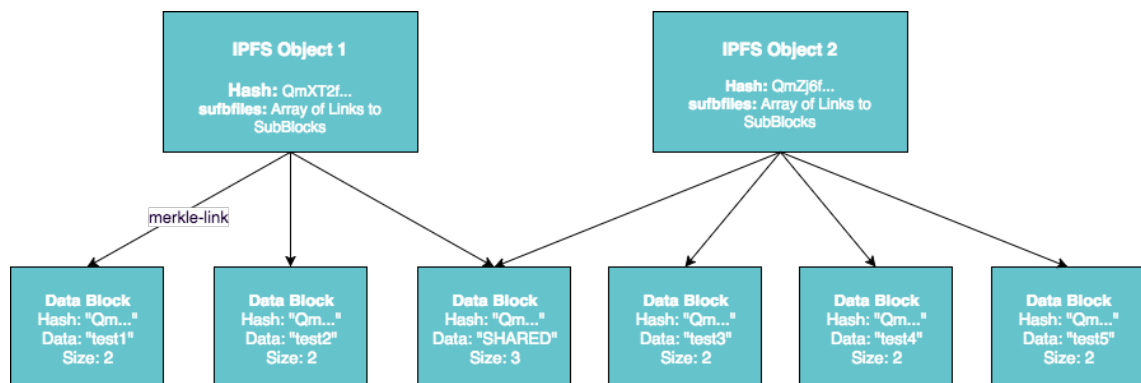 IPFS Object 1
Hash: QmXT2f...
sufbfiles: Array of Links to
SubBlocks
IPFS Object 2
Hash: QmZj6f...
sufbfiles: Array of Links to
SubBlocks
merkle-link
Data Block
Hash: "Qm..."
Data: "test1"
Size: 2
Data Block
Hash: "Qm..."
Data: "test2"
Size: 2
Data Block
Hash: "Qm..."
Data: "SHARED"
Size: 3
Data Block
Hash: "Qm..."
Data: "test3"
Size: 2
Data Block
Hash: "Qm..."
Data: "test4"
Size: 2
Data Block
Hash: "Qm..."
Data: "test5"
Size: 2